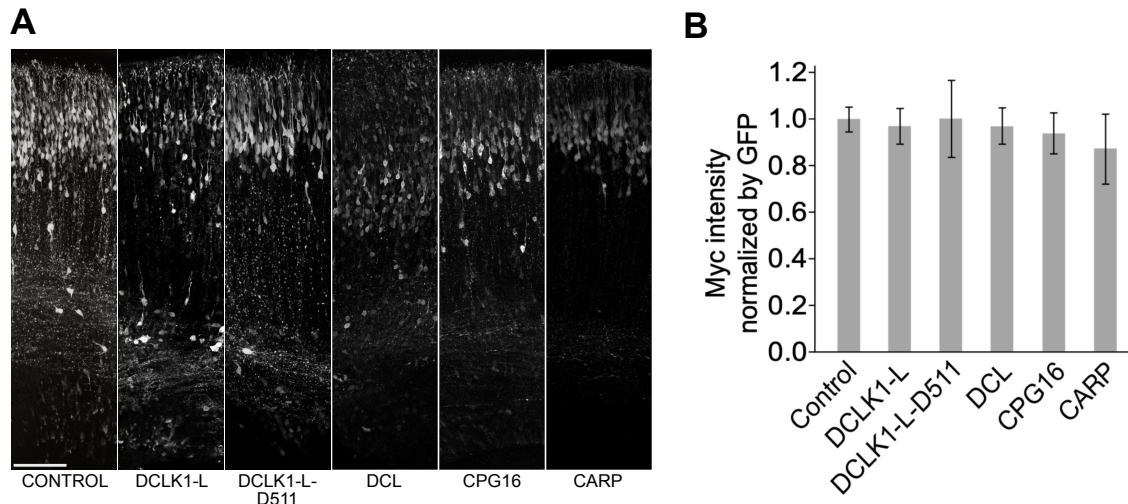 A
CONTROL
DCLK1-L
DCLK1-L-
D511
DCL
CPG16
CARP
B
Myc intensity
normalized by GFP
1.2
1.0
0.8
0.6
0.4
0.2
0.0
Control
DCLK1-L
DCLK1-L-D511
DCL
CPG16
CARP